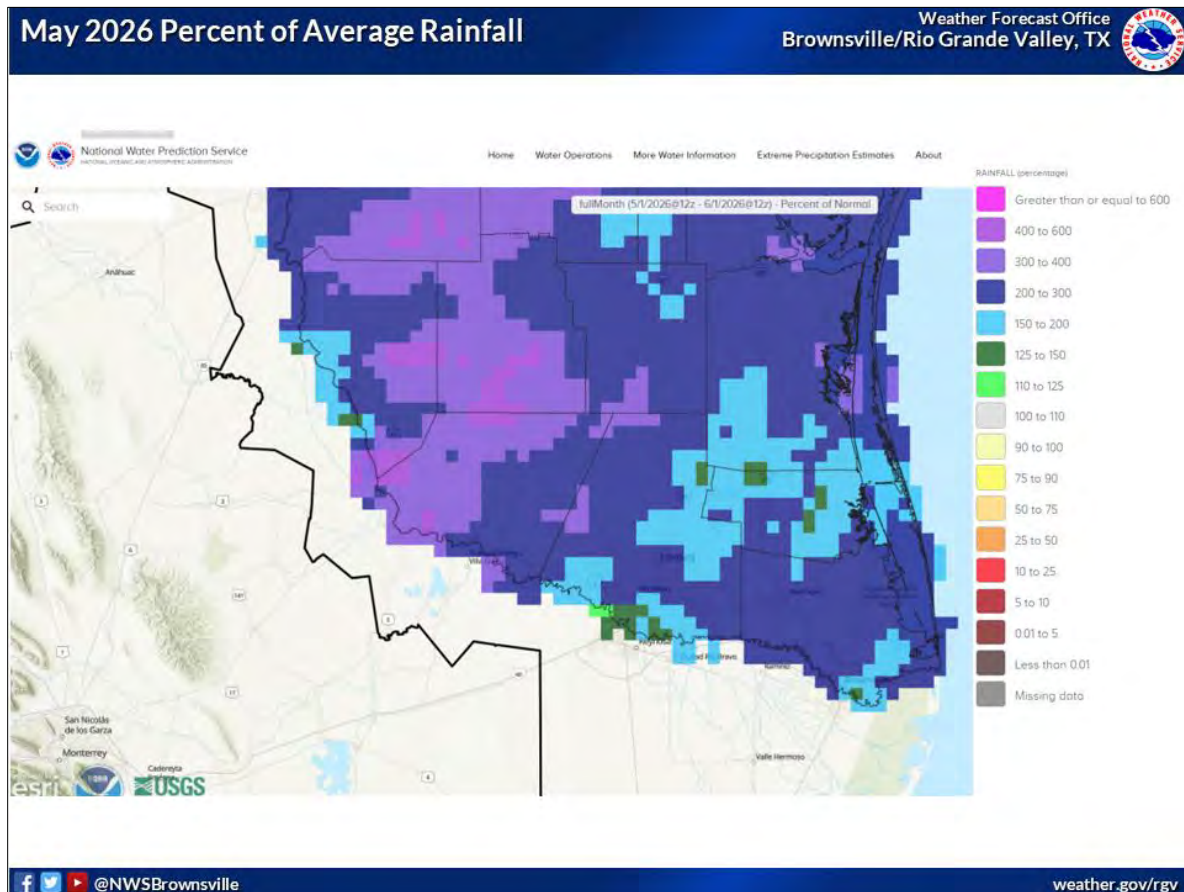 May 2026 Percent of Average Rainfall
Weather Forecast Office
Brownsville/Rio Grande Valley, TX
National Water Prediction Service
NATIONAL OCEANIC AND ATMOSPHERIC ADMINISTRATION
Home Water Operations More Water Information Extreme Precipitation Estimates About
Search
fullMonth (5/1/2026@12z - 6/1/2026@12z) - Percent of Normal
RAINFALL (percentage)
Greater than or equal to 600
400 to 600
300 to 400
200 to 300
150 to 200
125 to 150
110 to 125
100 to 110
90 to 100
75 to 90
50 to 75
25 to 50
10 to 25
5 to 10
0.01 to 5
Less than 0.01
Missing data
Anáhuac
Reynosa
Valle Hermoso
San Nicolás
de los Garza
Monterrey
Cadereyta
esri
USGS
@NWSBrownsville
weather.gov/rgv